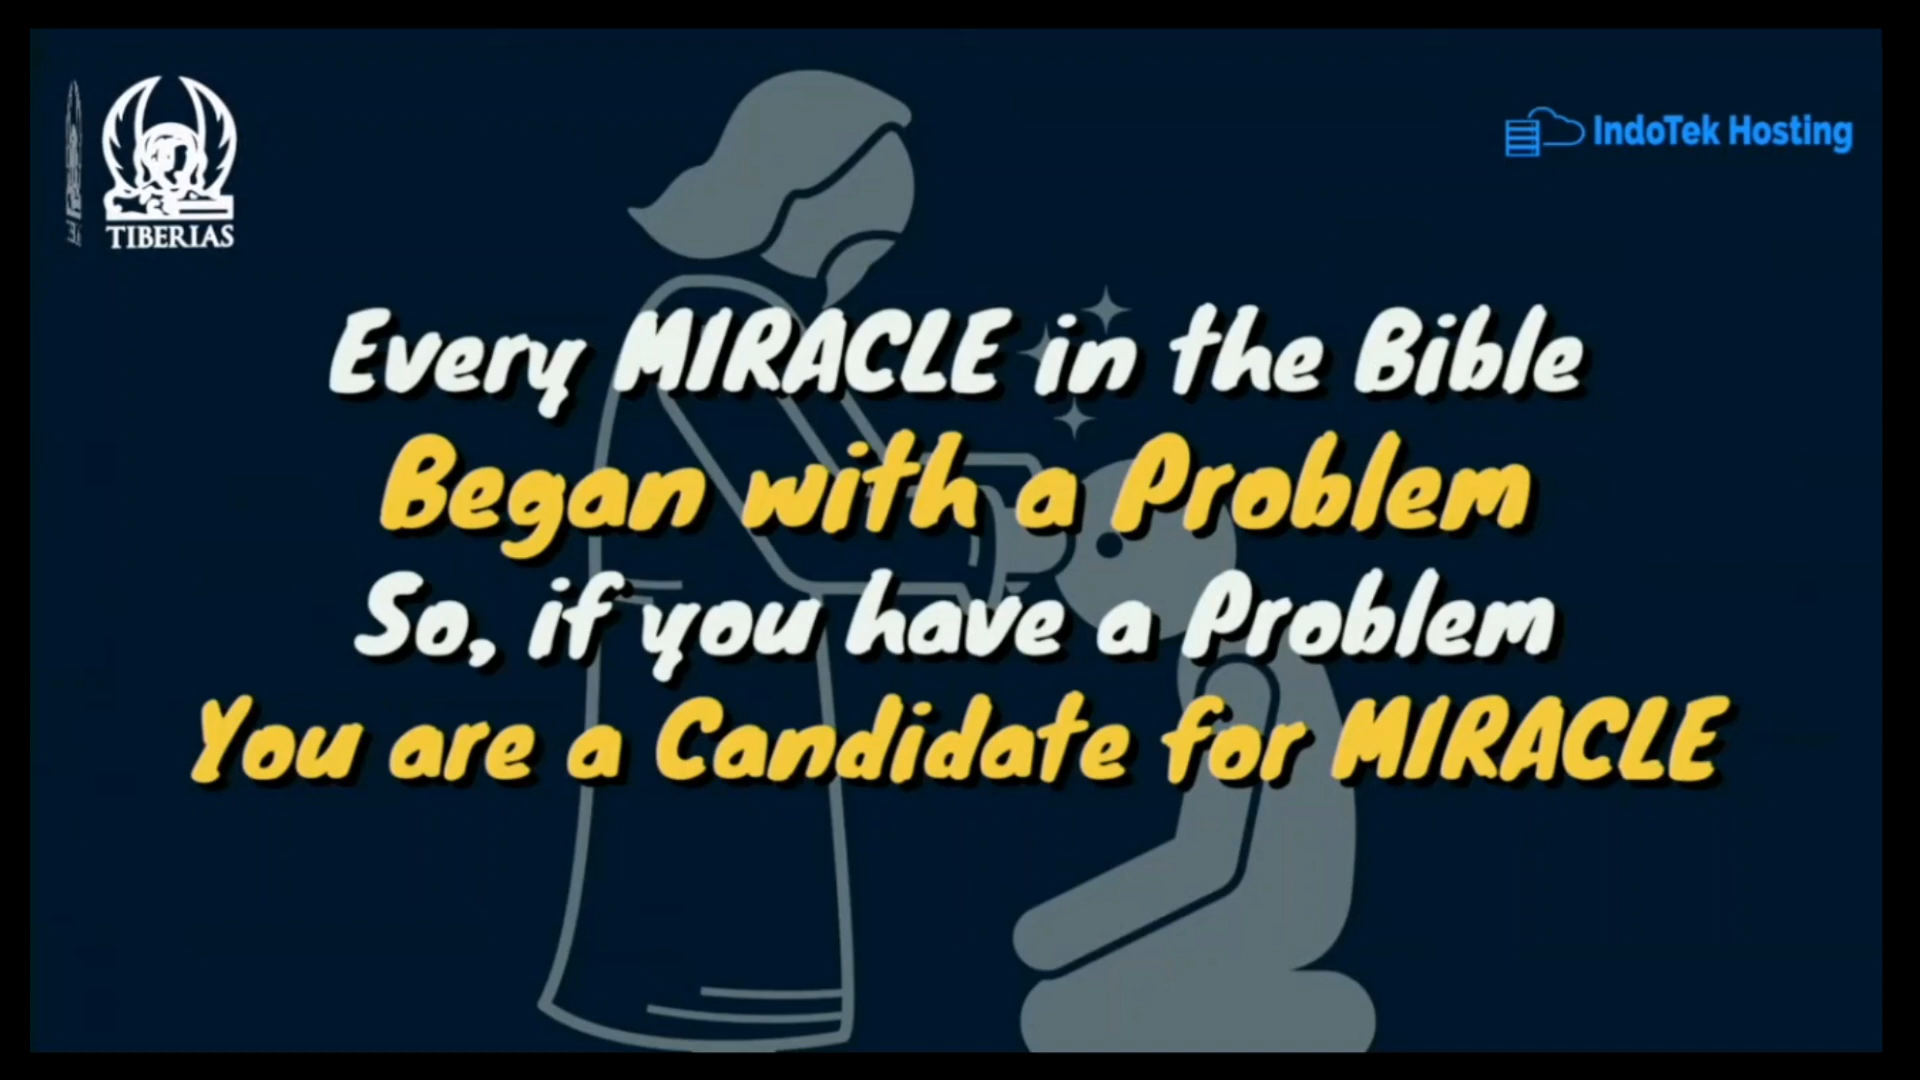 TIBERIAS
IndoTek Hosting
Every MIRACLE in the Bible
Began with a Problem
So, if you have a Problem
You are a Candidate for MIRACLE